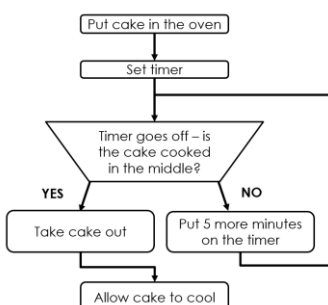 Put cake in the oven
Set timer
Timer goes off – is
the cake cooked
in the middle?
YES
NO
Take cake out
Put 5 more minutes
on the timer
Allow cake to cool